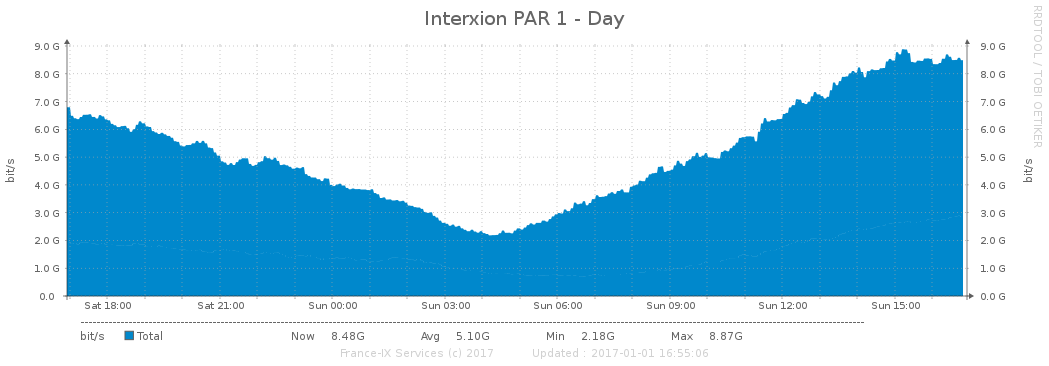 Interxion PAR 1 - Day
RRDTOOL / TOBI OETIKER
bit/s
9.0 G 9.0 G
8.0 G 8.0 G
7.0 G 7.0 G
6.0 G 6.0 G
5.0 G 5.0 G
4.0 G 4.0 G
3.0 G 3.0 G
2.0 G 2.0 G
1.0 G 1.0 G
0.0 0.0 G
bit/s
Sat 18:00 Sat 21:00 Sun 00:00 Sun 03:00 Sun 06:00 Sun 09:00 Sun 12:00 Sun 15:00
bit/s Total Now 8.48G Avg 5.10G Min 2.18G Max 8.87G
France-IX Services (c) 2017 Updated : 2017-01-01 16:55:06